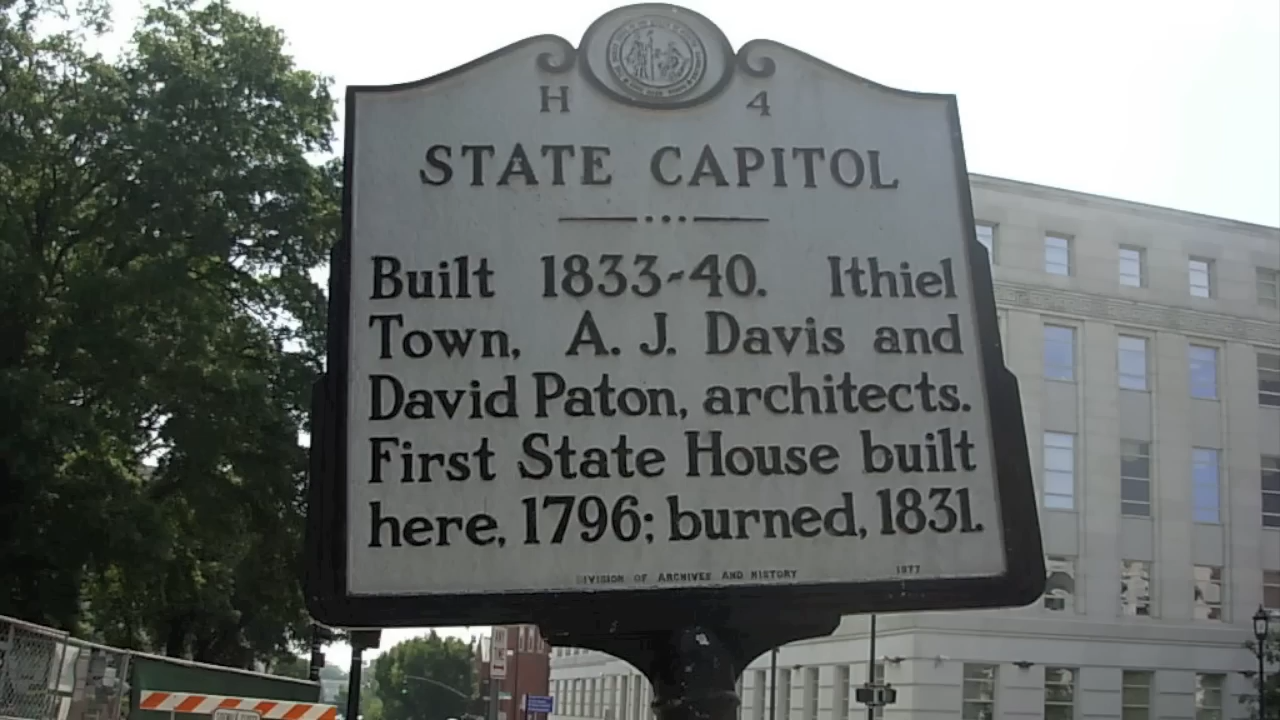 H 4
STATE CAPITOL
Built 1833-40. Ithiel
Town, A. J. Davis and
David Paton, architects.
First State House built
here, 1796; burned, 1831.
DIVISION OF ARCHIVES AND HISTORY 1977